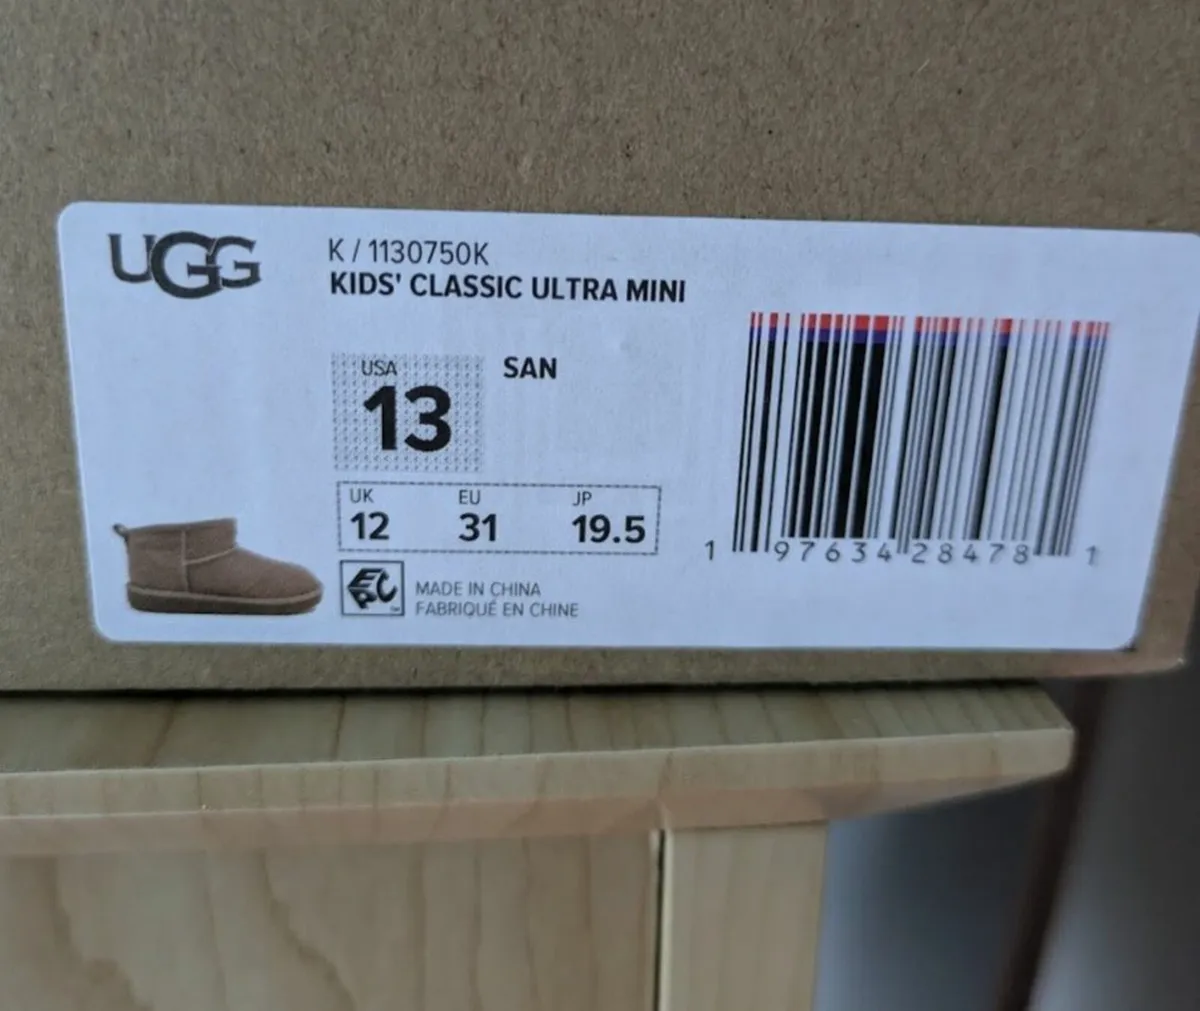 UGG
K / 1130750K
KIDS' CLASSIC ULTRA MINI
USA
13
SAN
UK EU JP
12 31 19.5
1 97634 28478 1
EPC
MADE IN CHINA
FABRIQUÉ EN CHINE